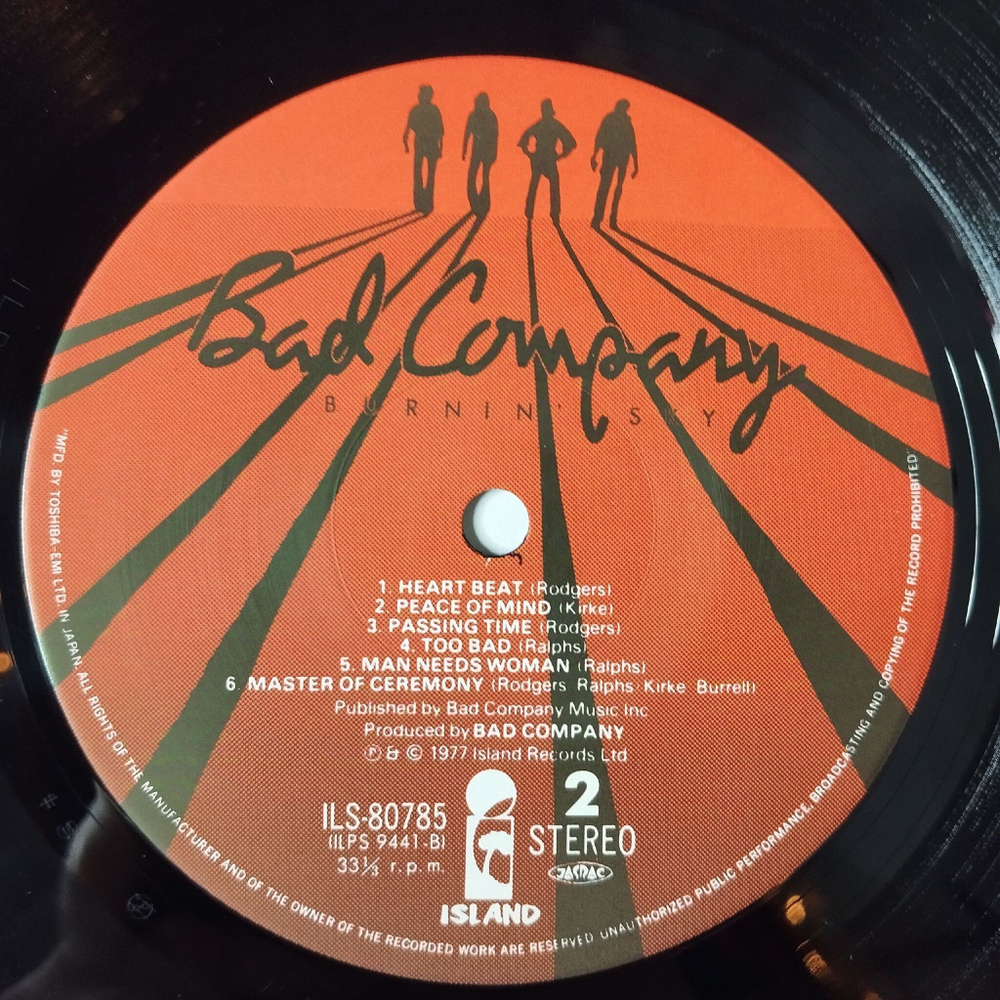 Bad Company
BURNIN' SKY
1. HEART BEAT (Rodgers)
2. PEACE OF MIND (Kirke)
3. PASSING TIME (Rodgers)
4. TOO BAD (Ralphs)
5. MAN NEEDS WOMAN (Ralphs)
6. MASTER OF CEREMONY (Rodgers Ralphs Kirke Burrell)
Published by Bad Company Music Inc
Produced by BAD COMPANY
℗ & © 1977 Island Records Ltd
ILS-80785
(ILPS 9441-B)
33⅓ r.p.m.
ISLAND
2
STEREO
JASRAC
"MFD. BY TOSHIBA-EMI LTD. IN JAPAN. ALL RIGHTS OF THE MANUFACTURER AND OF THE OWNER OF THE RECORDED WORK ARE RESERVED UNAUTHORIZED PUBLIC PERFORMANCE, BROADCASTING AND COPYING OF THE RECORD PROHIBITED"